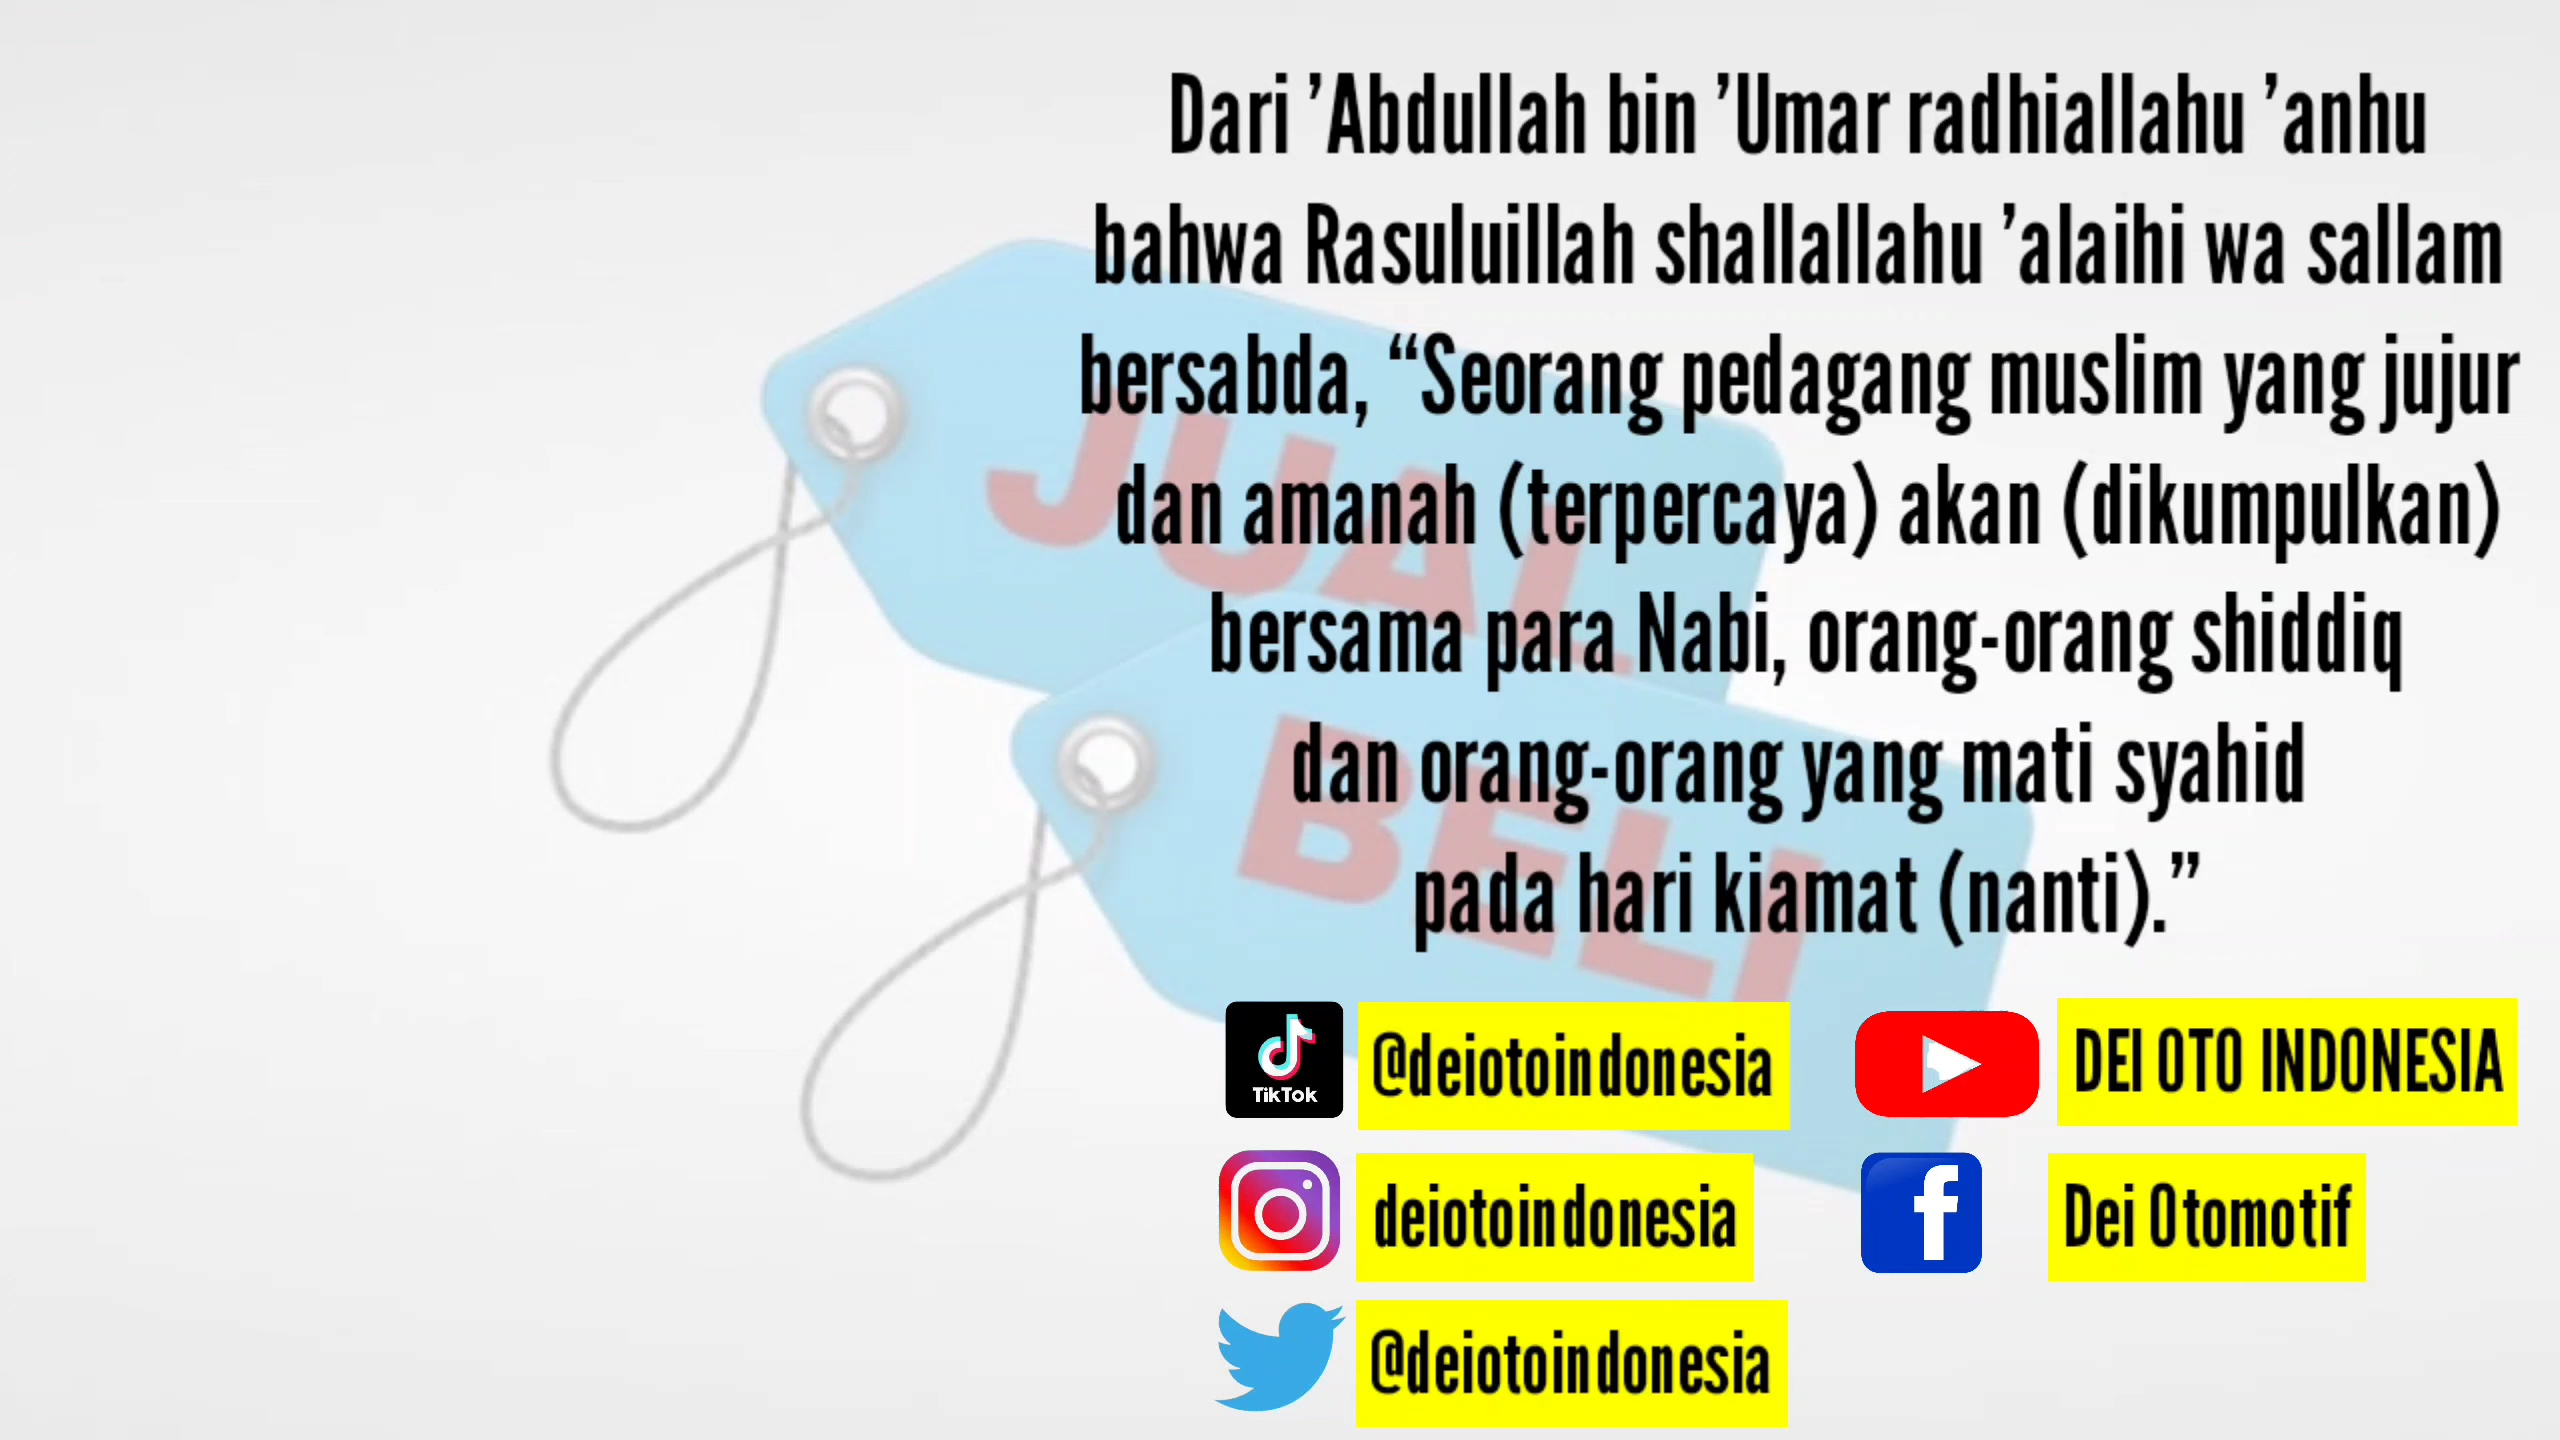 Dari ’Abdullah bin ’Umar radhiallahu ’anhu
bahwa Rasuluillah shallallahu ’alaihi wa sallam
bersabda, “Seorang pedagang muslim yang jujur
dan amanah (terpercaya) akan (dikumpulkan)
bersama para Nabi, orang-orang shiddiq
dan orang-orang yang mati syahid
pada hari kiamat (nanti).”
JUAL
BELI
TikTok
@deiotoindonesia
DEI OTO INDONESIA
deiotoindonesia
Dei Otomotif
@deiotoindonesia